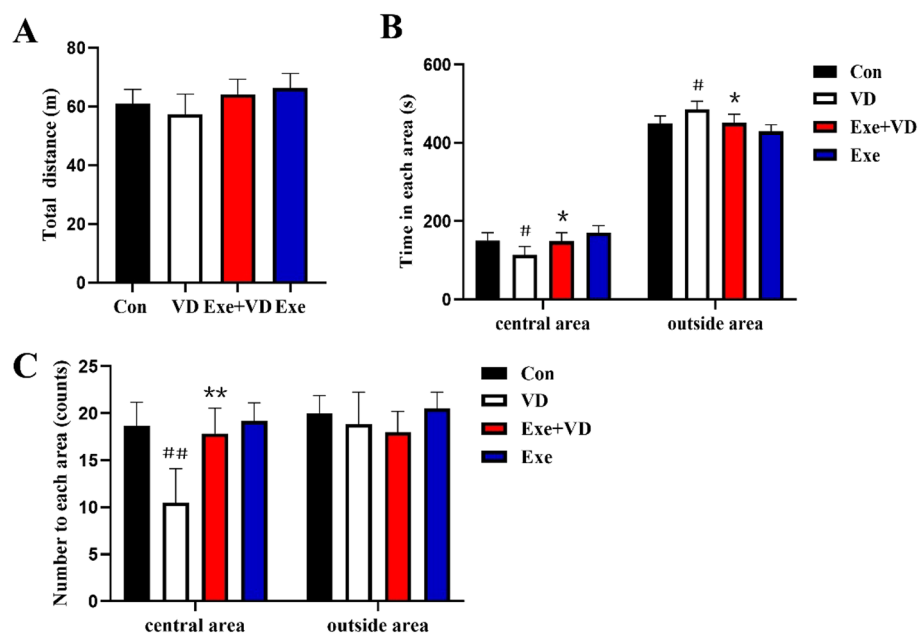 A
Total distance (m)
80
60
40
20
0
Con VD Exe+VD Exe
B
Time in each area (s)
600
400
200
0
# * # *
central area outside area
Con
VD
Exe+VD
Exe
C
Number to each area (counts)
25
20
15
10
5
0
## **
central area outside area
Con
VD
Exe+VD
Exe